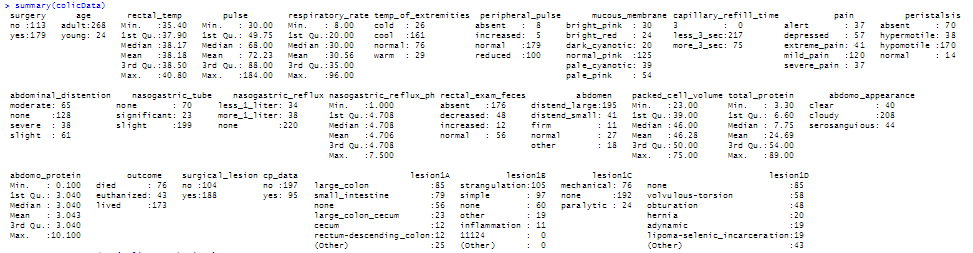 > summary(colicData)
surgery age rectal_temp pulse respiratory_rate temp_of_extremities peripheral_pulse mucous_membrane capillary_refill_time pain peristalsis
no :113 adult:268 Min. :35.40 Min. : 30.00 Min. : 8.00 cold : 26 absent : 8 bright_pink : 30 3 : 0 alert : 37 absent : 70
yes:179 young: 24 1st Qu.:37.90 1st Qu.: 49.75 1st Qu.:20.00 cool :161 increased: 5 bright_red : 24 less_3_sec:217 depressed : 57 hypermotile: 38
Median :38.17 Median : 68.00 Median :30.00 normal: 76 normal :179 dark_cyanotic: 20 more_3_sec: 75 extreme_pain: 41 hypomotile :170
Mean :38.18 Mean : 72.23 Mean :30.56 warm : 29 reduced :100 normal_pink :125 mild_pain :120 normal : 14
3rd Qu.:38.50 3rd Qu.: 88.00 3rd Qu.:35.00 pale_cyanotic: 39 severe_pain : 37
Max. :40.80 Max. :184.00 Max. :96.00 pale_pink : 54
abdominal_distention nasogastric_tube nasogastric_reflux nasogastric_reflux_ph rectal_exam_feces abdomen packed_cell_volume total_protein abdomo_appearance
moderate: 65 none : 70 less_1_liter: 34 Min. :1.000 absent :176 distend_large:195 Min. :23.00 Min. : 3.30 clear : 40
none :128 significant: 23 more_1_liter: 38 1st Qu.:4.708 decreased: 48 distend_small: 41 1st Qu.:39.00 1st Qu.: 6.60 cloudy :208
severe : 38 slight :199 none :220 Median :4.708 increased: 12 firm : 11 Median :46.00 Median : 7.75 serosanguious: 44
slight : 61 Mean :4.706 normal : 56 normal : 27 Mean :46.28 Mean :24.69
3rd Qu.:4.708 other : 18 3rd Qu.:50.00 3rd Qu.:54.00
Max. :7.500 Max. :75.00 Max. :89.00
abdomo_protein outcome surgical_lesion cp_data lesion1A lesion1B lesion1C lesion1D
Min. : 0.100 died : 76 no :104 no :197 large_colon :85 strangulation:105 mechanical: 76 none :85
1st Qu.: 3.040 euthanized: 43 yes:188 yes: 95 small_intestine :79 simple : 97 none :192 volvulous-torsion :58
Median : 3.040 lived :173 none :56 none : 60 paralytic : 24 obturation :48
Mean : 3.043 large_colon_cecum :23 other : 19 hernia :20
3rd Qu.: 3.040 cecum :12 inflammation : 11 adynamic :19
Max. :10.100 rectum-descending_colon:12 11124 : 0 lipoma-selenic_incarceration:19
(Other) :25 (Other) : 0 (Other) :43